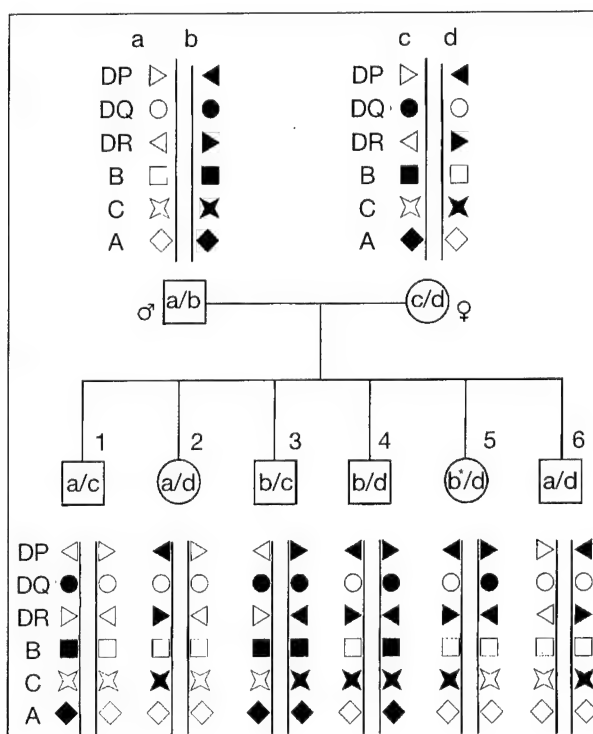 a b c d
DP DP
DQ DQ
DR DR
B B
C C
A A
♂ a/b c/d ♀
1 2 3 4 5 6
a/c a/d b/c b/d b*/d a/d
DP
DQ
DR
B
C
A